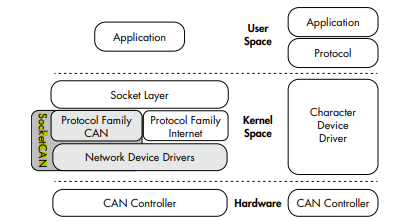 Application
User
Space
Application
Protocol
Socket Layer
SocketCAN
Protocol Family
CAN
Protocol Family
Internet
Network Device Drivers
Kernel
Space
Character
Device
Driver
CAN Controller
Hardware
CAN Controller